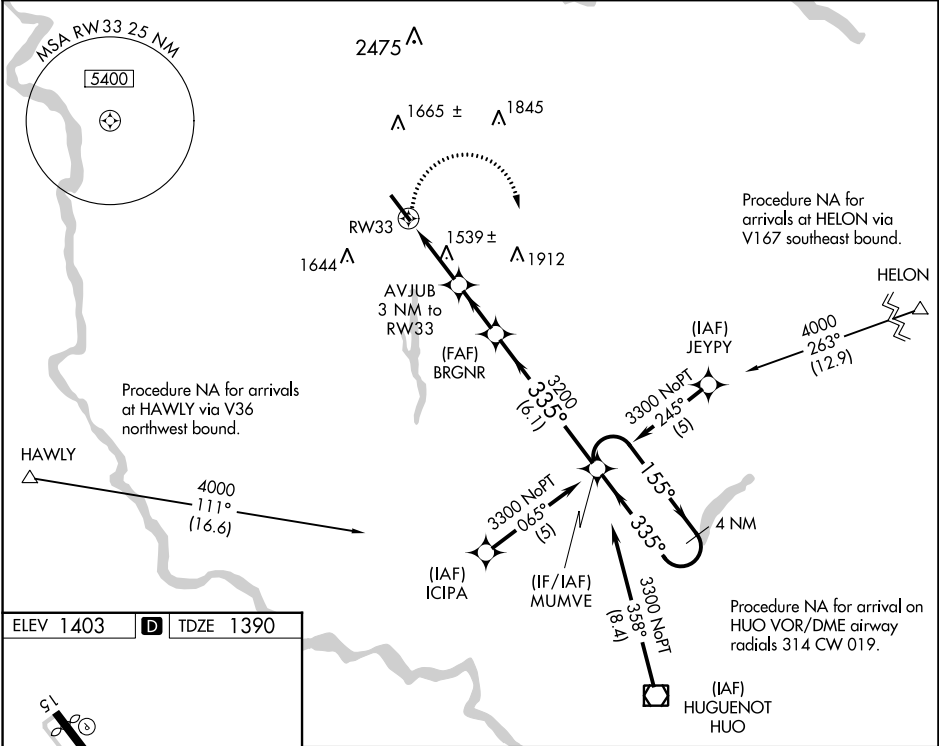 MSA RW33 25 NM
5400
2475
1665 ±
1845
RW33
1539 ±
1644
1912
AVJUB
3 NM to
RW33
(FAF)
BRGNR
Procedure NA for
arrivals at HELON via
V167 southeast bound.
HELON
4000
263°
(12.9)
(IAF)
JEYPY
3300 NoPT
245°
(5)
3200
335°
(6.1)
Procedure NA for arrivals
at HAWLY via V36
northwest bound.
HAWLY
4000
111°
(16.6)
155°
335°
4 NM
3300 NoPT
065°
(5)
(IAF)
ICIPA
(IF/IAF)
MUMVE
3300 NoPT
358°
(8.4)
Procedure NA for arrival on
HUO VOR/DME airway
radials 314 CW 019.
(IAF)
HUGUENOT
HUO
ELEV 1403 D TDZE 1390
15
P